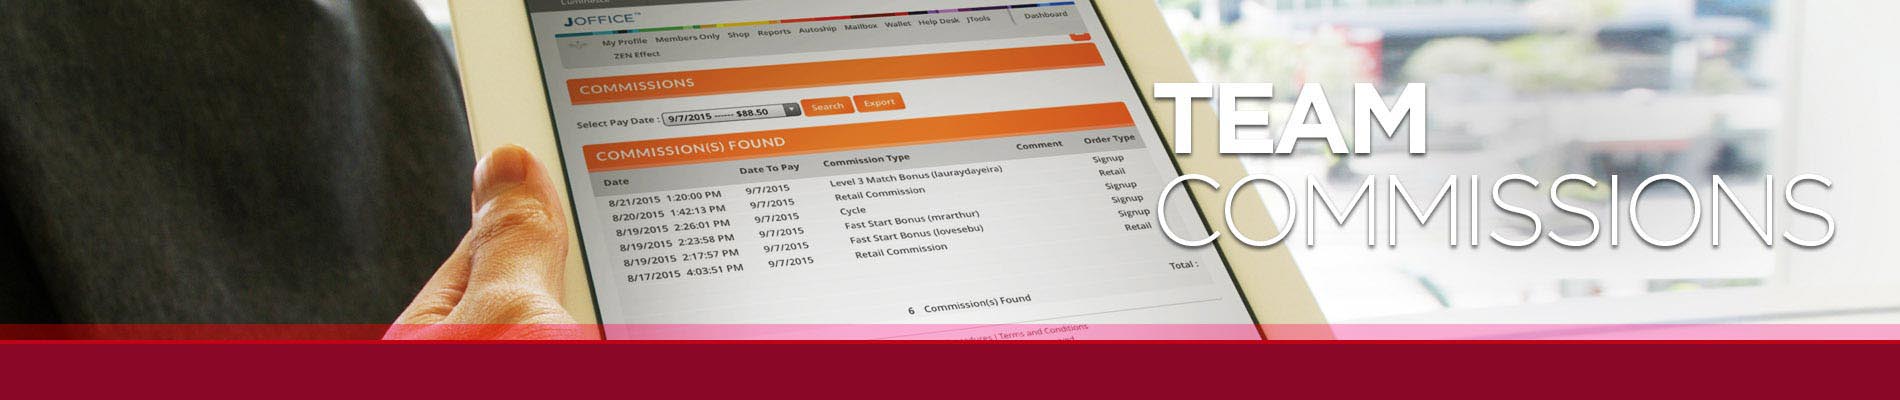 Luminesce
JOFFICE™
My Profile Members Only Shop Reports Autoship Mailbox Wallet Help Desk JTools Dashboard
ZEN Effect
COMMISSIONS
Select Pay Date : 9/7/2015 ------ $88.50 Search Export
COMMISSION(S) FOUND
Date Date To Pay Commission Type Comment Order Type
8/21/2015 1:20:00 PM 9/7/2015 Level 3 Match Bonus (lauraydayeira) Signup
8/20/2015 1:42:13 PM 9/7/2015 Retail Commission Retail
8/19/2015 2:26:01 PM 9/7/2015 Cycle Signup
8/19/2015 2:23:58 PM 9/7/2015 Fast Start Bonus (mrarthur) Signup
8/19/2015 2:17:57 PM 9/7/2015 Fast Start Bonus (lovesebu) Signup
8/17/2015 4:03:51 PM 9/7/2015 Retail Commission Retail
Total :
6 Commission(s) Found
| Terms and Conditions
TEAM
COMMISSIONS